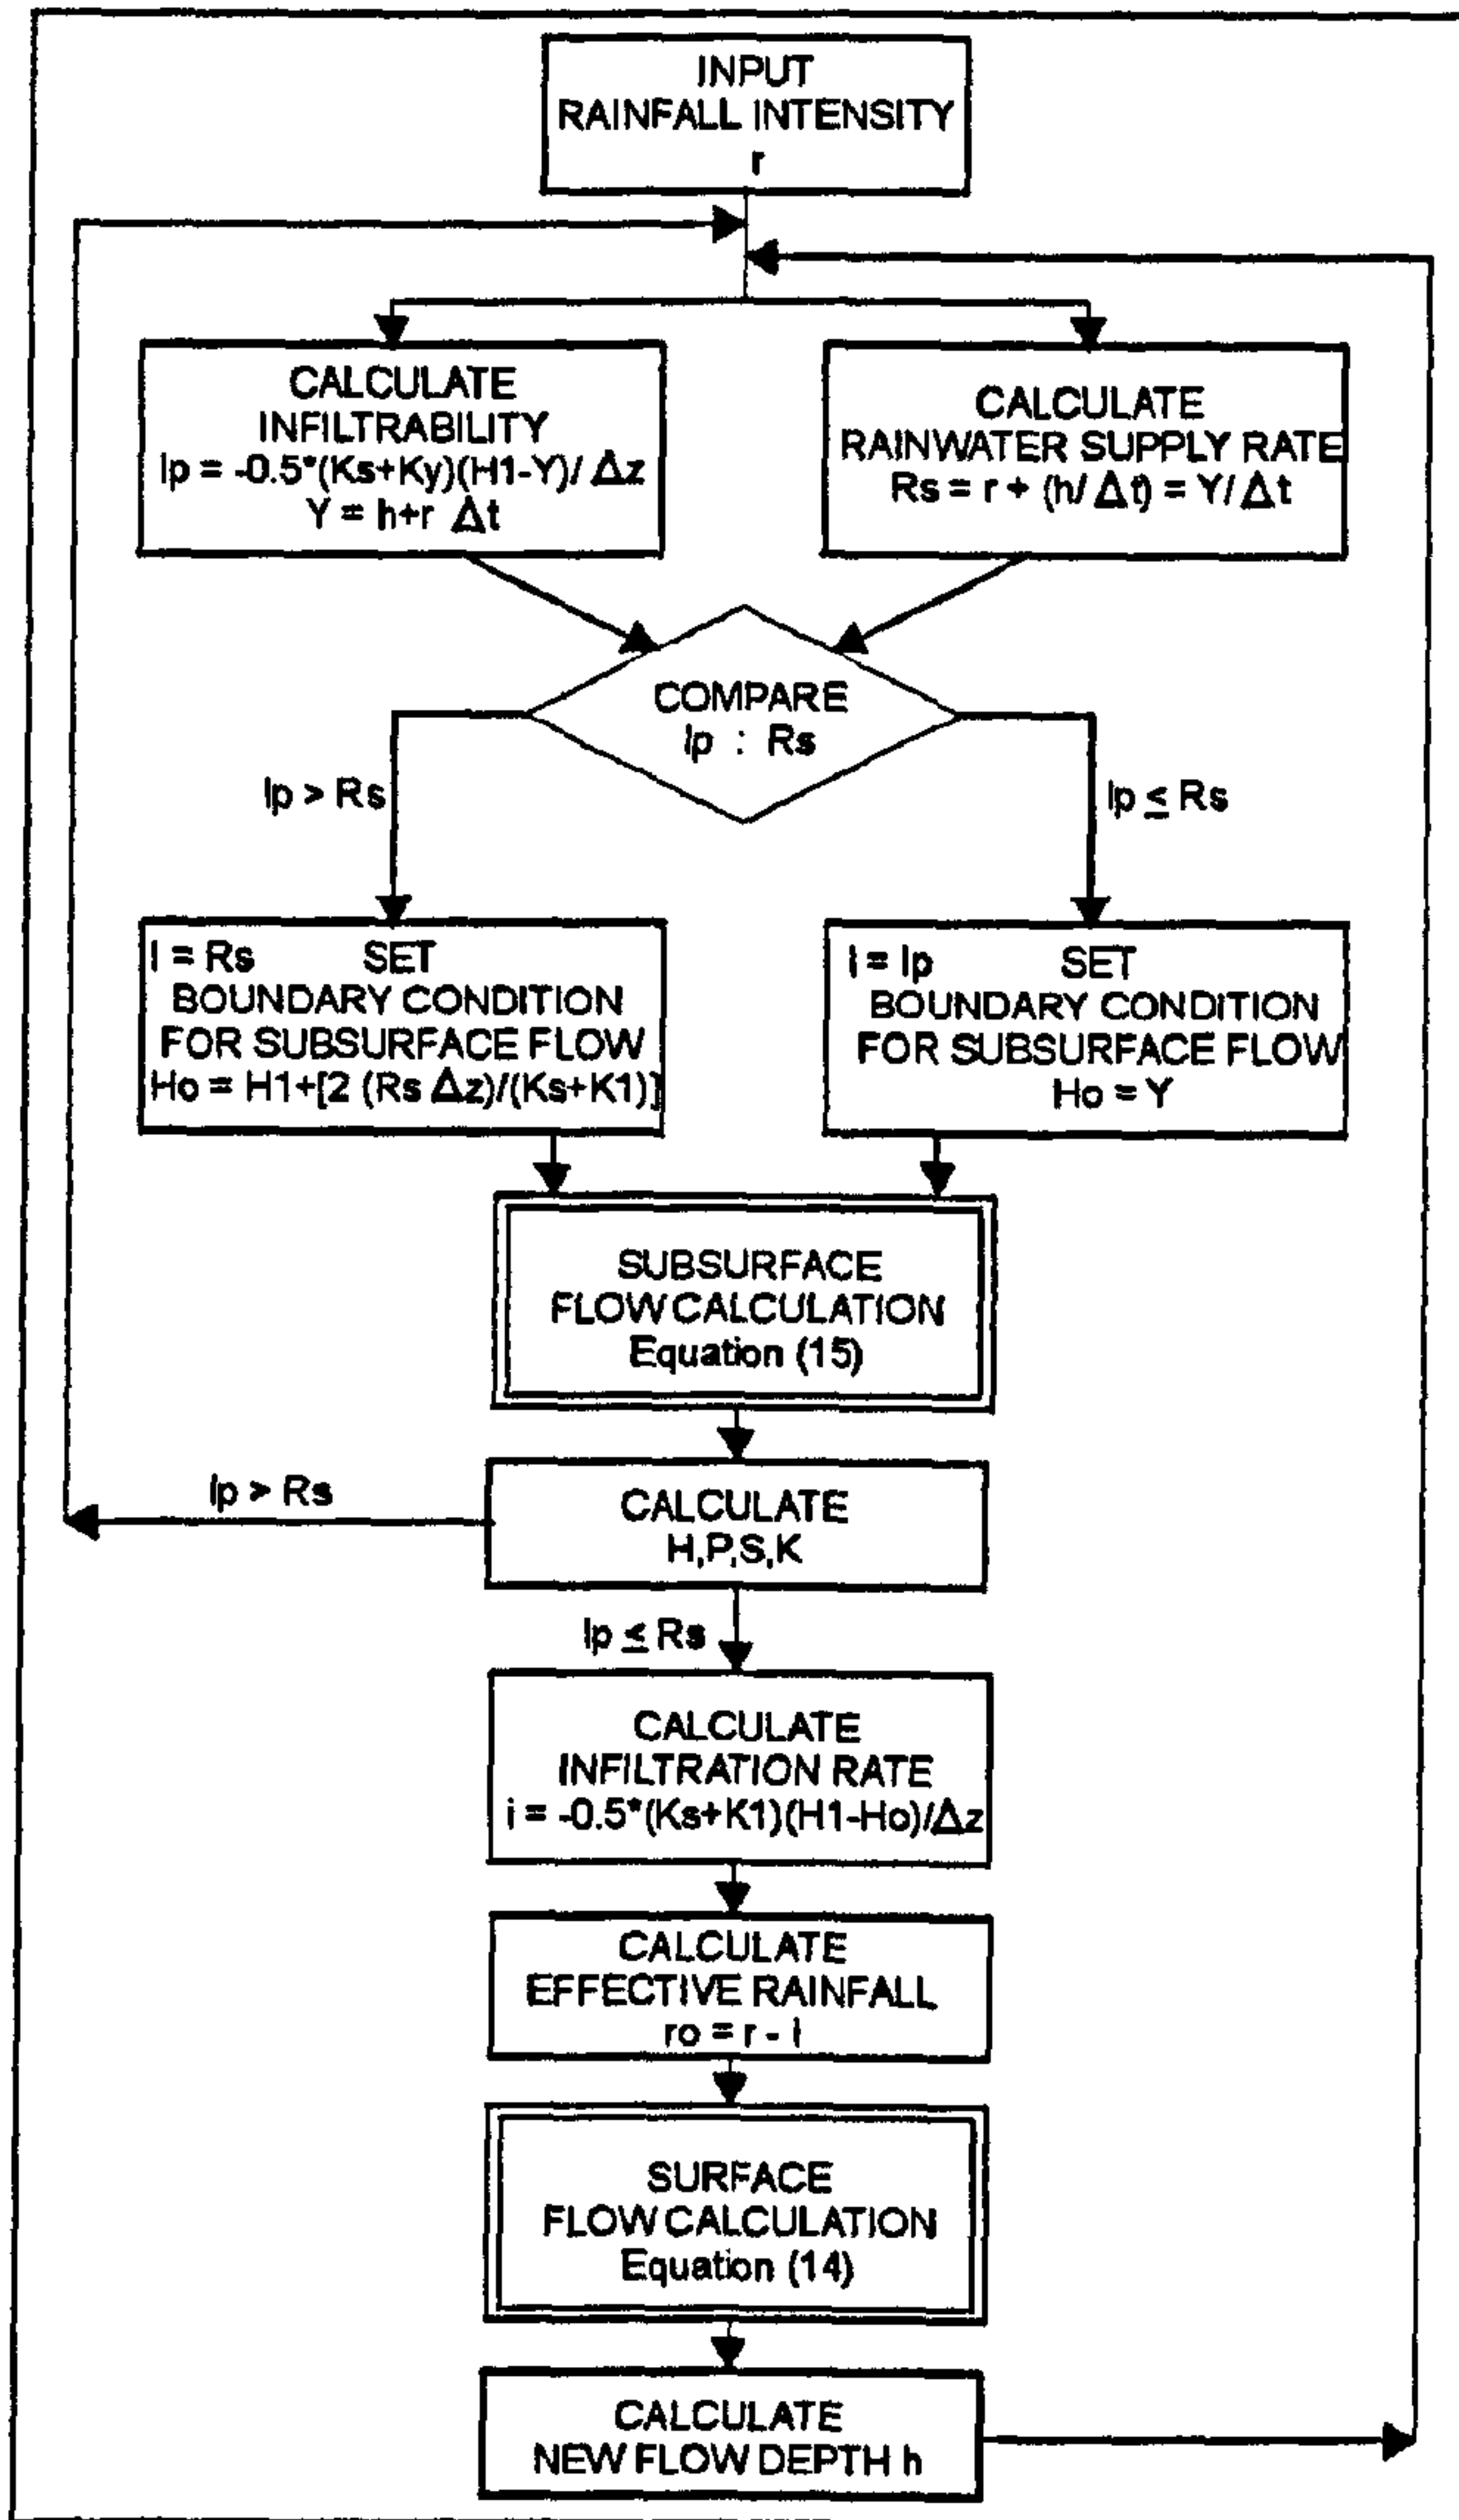 INPUT
RAINFALL INTENSITY
r
CALCULATE
INFILTRABILITY
Ip = -0.5*(Ks+Ky)(H1-Y)/ Δz
Y = h+r Δt
CALCULATE
RAINWATER SUPPLY RATE
Rs = r + (h/Δt) = Y/Δt
COMPARE
Ip : Rs
Ip > Rs
Ip ≤ Rs
I = Rs SET
BOUNDARY CONDITION
FOR SUBSURFACE FLOW
Ho = H1+[2 (Rs Δz)/(Ks+K1)]
I = Ip SET
BOUNDARY CONDITION
FOR SUBSURFACE FLOW
Ho = Y
SUBSURFACE
FLOW CALCULATION
Equation (15)
Ip > Rs
CALCULATE
H,P,S,K
Ip ≤ Rs
CALCULATE
INFILTRATION RATE
i = -0.5*(Ks+K1)(H1-Ho)/Δz
CALCULATE
EFFECTIVE RAINFALL
ro = r - I
SURFACE
FLOW CALCULATION
Equation (14)
CALCULATE
NEW FLOW DEPTH h